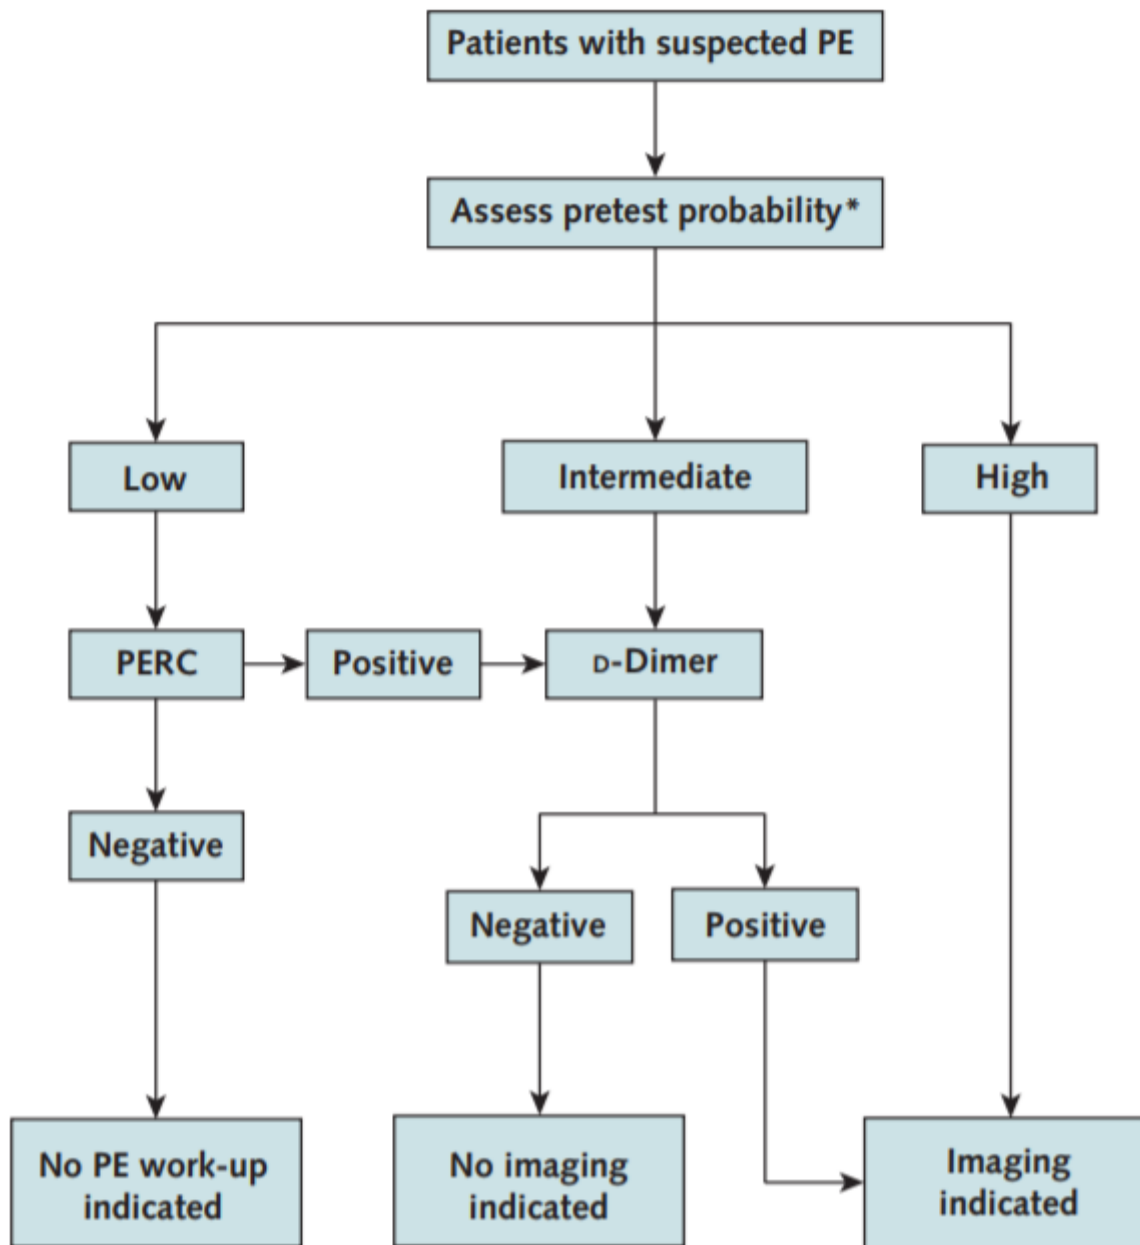 Patients with suspected PE
Assess pretest probability*
Low
Intermediate
High
PERC
Positive
D-Dimer
Negative
Negative
Positive
No PE work-up
indicated
No imaging
indicated
Imaging
indicated